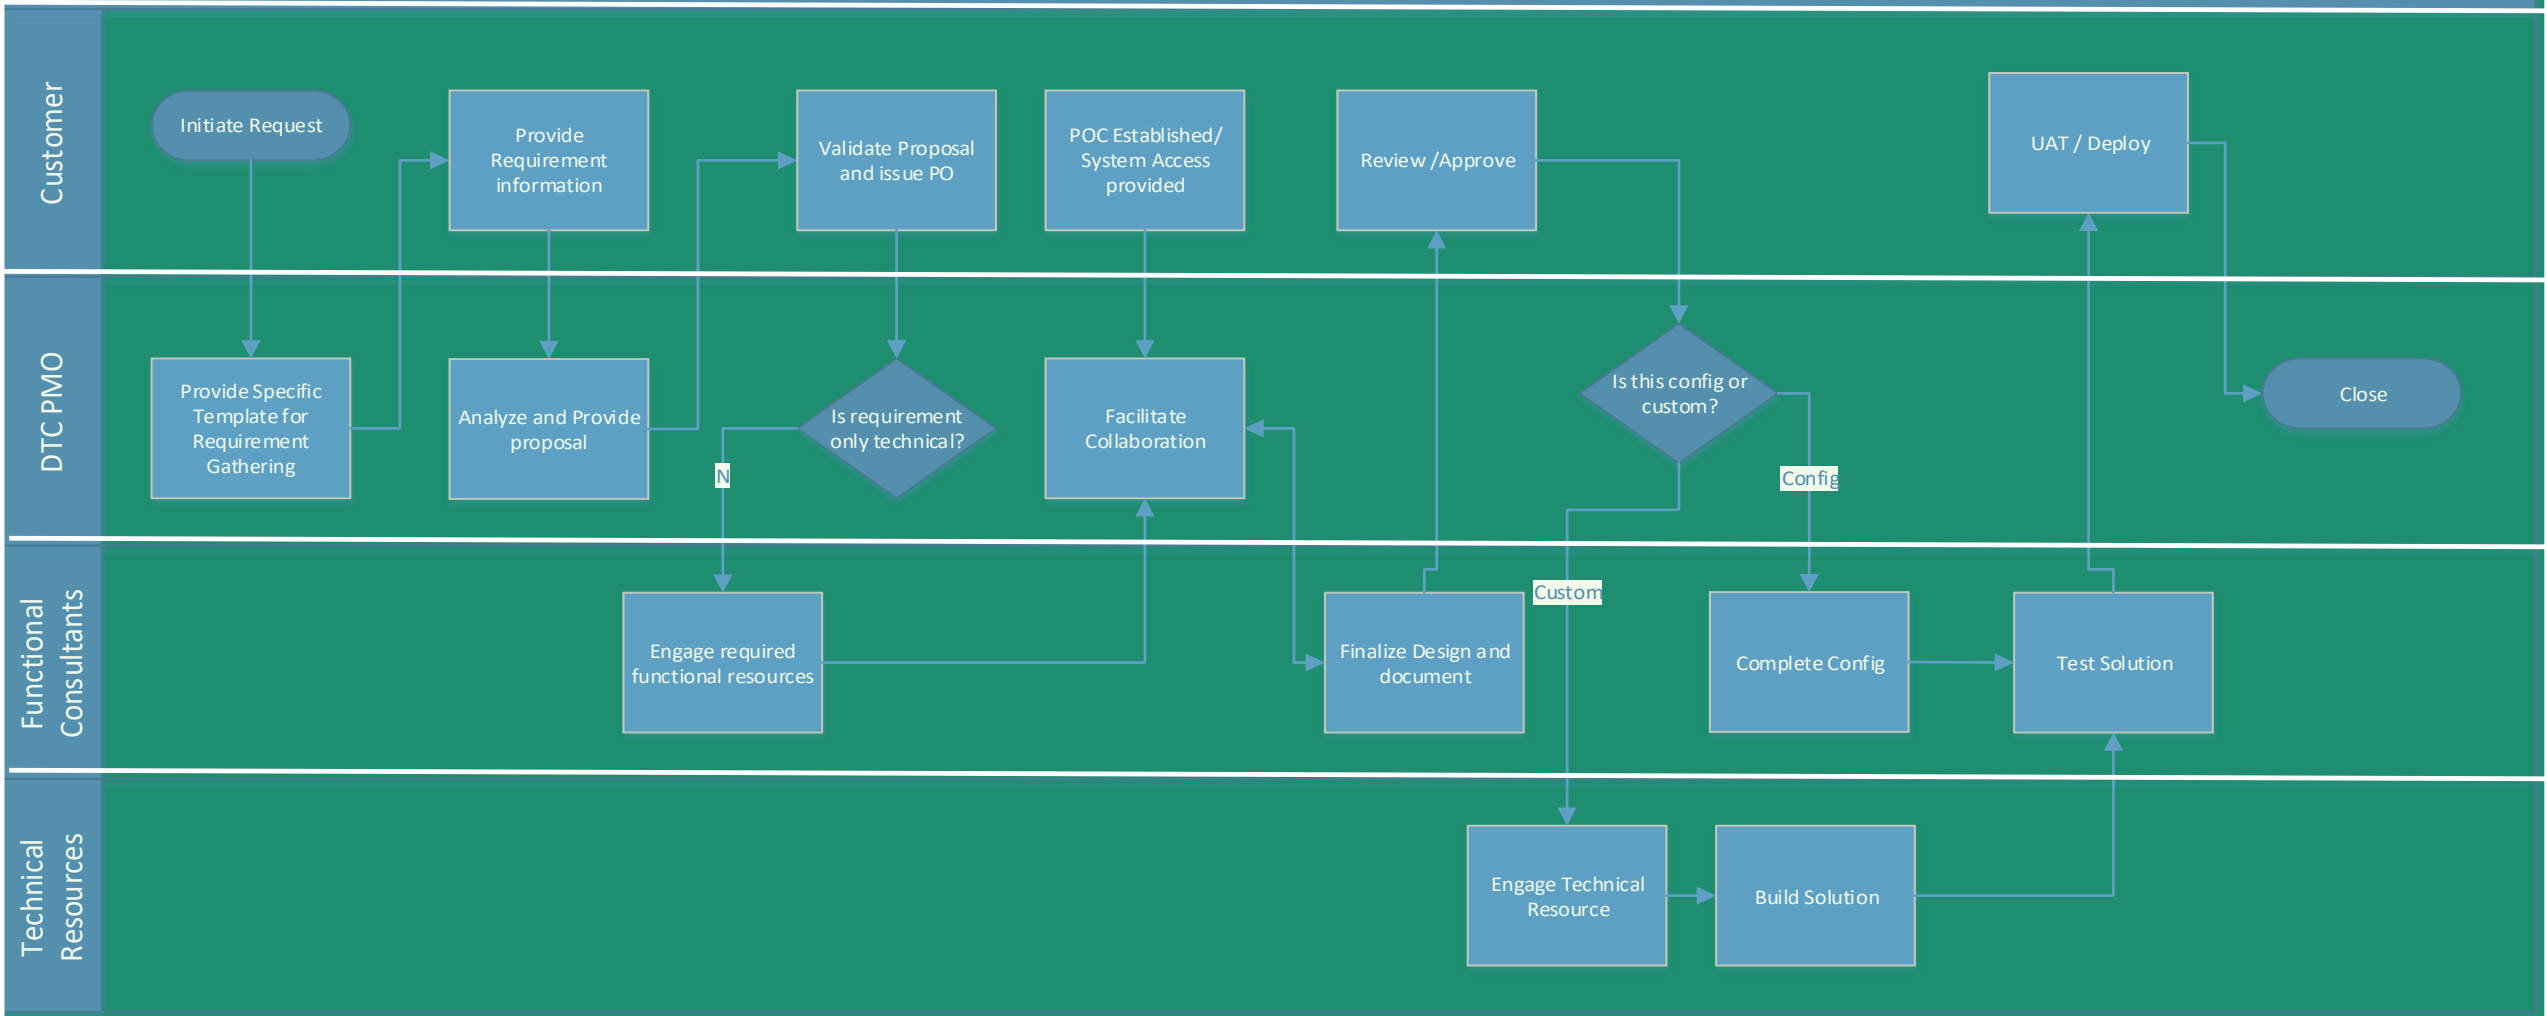 Customer
Initiate Request
Provide
Requirement
information
Validate Proposal
and issue PO
POC Established/
System Access
provided
Review /Approve
UAT / Deploy
DTC PMO
Provide Specific
Template for
Requirement
Gathering
Analyze and Provide
proposal
Is requirement
only technical?
N
Facilitate
Collaboration
Is this config or
custom?
Config
Close
Functional
Consultants
Engage required
functional resources
Finalize Design and
document
Custom
Complete Config
Test Solution
Technical
Resources
Engage Technical
Resource
Build Solution